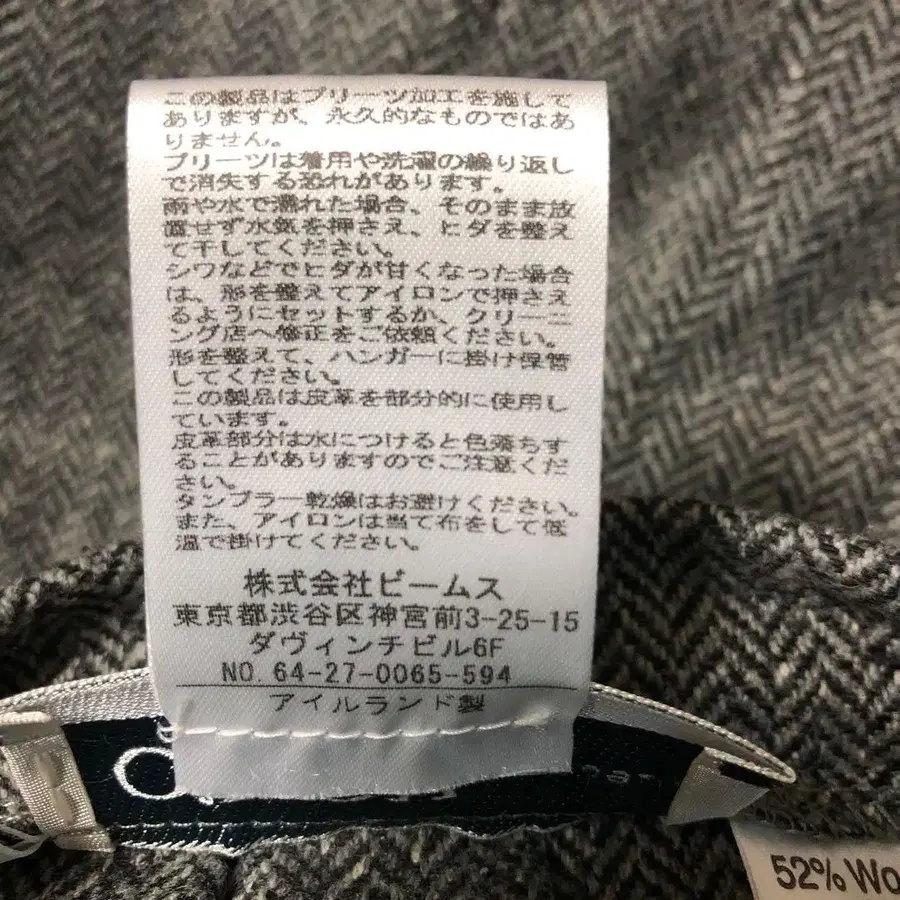 この製品はプリーツ加工を施して
ありますが、永久的なものではあ
りません。
プリーツは着用や洗濯の繰り返し
で消失する恐れがあります。
雨や水で濡れた場合、そのまま放
置せず水気を押さえ、ヒダを整え
て干してください。
シワなどでヒダが甘くなった場合
は、形を整えてアイロンで押さえ
るようにセットするか、クリーニ
ング店へ修正をご依頼ください。
形を整えて、ハンガーに掛け保管
してください。
この製品は皮革を部分的に使用し
ています。
皮革部分は水につけると色落ちす
ることがありますのでご注意くだ
さい。
タンブラー乾燥はお避けください。
また、アイロンは当て布をして低
温で掛けてください。
株式会社ビームス
東京都渋谷区神宮前3-25-15
ダヴィンチビル6F
NO. 64-27-0065-594
アイルランド製
52% Wo